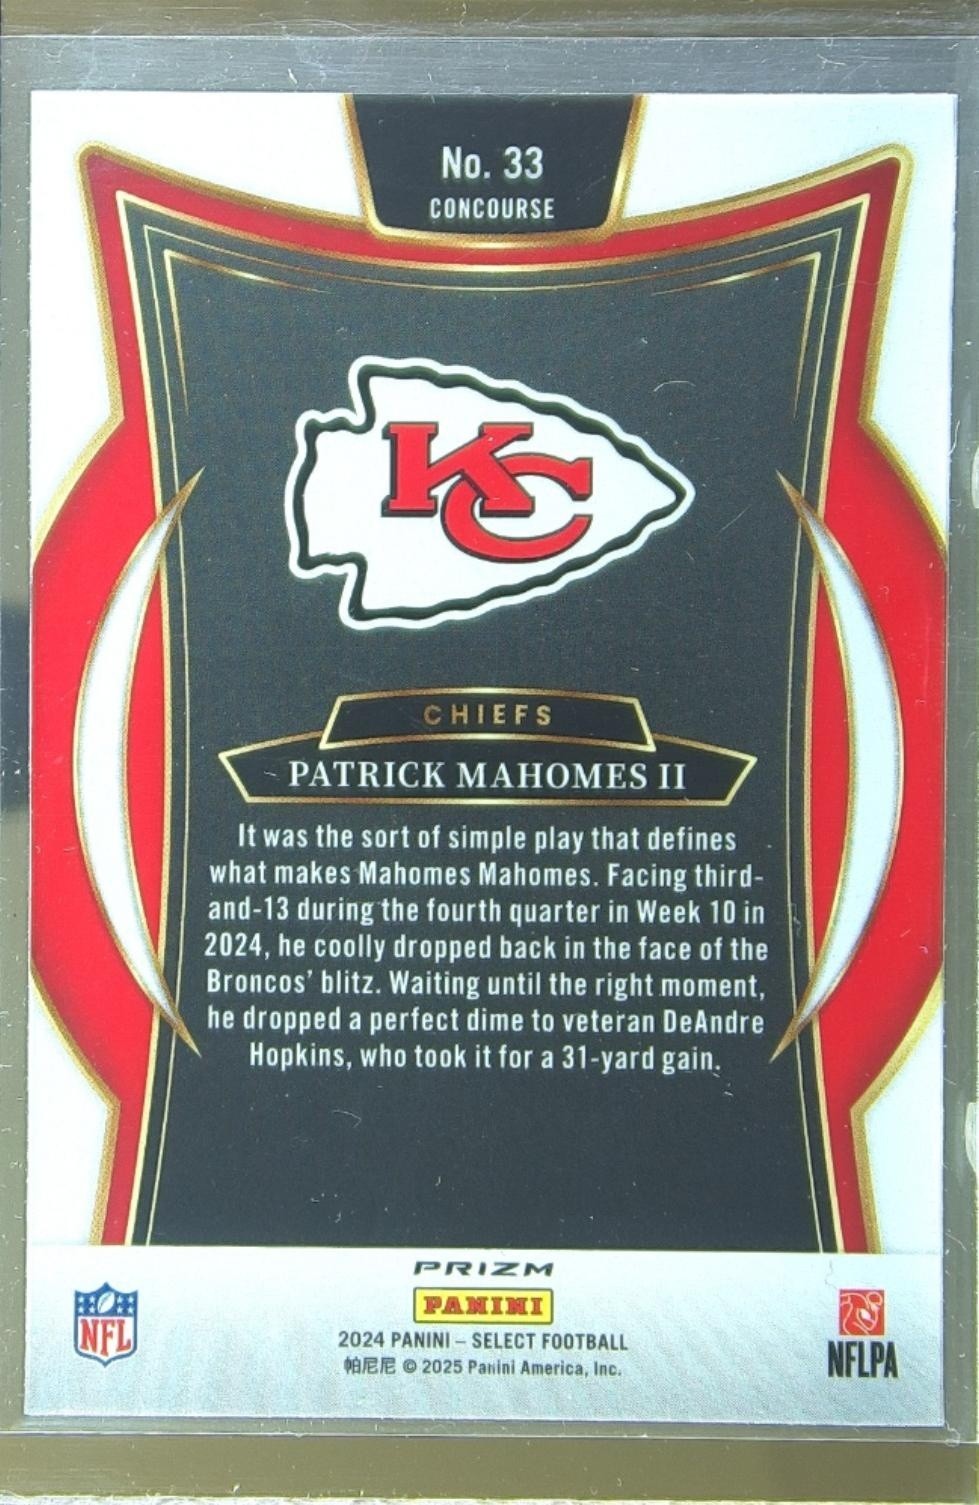 No. 33
CONCOURSE
KC
CHIEFS
PATRICK MAHOMES II
It was the sort of simple play that defines
what makes Mahomes Mahomes. Facing third-
and-13 during the fourth quarter in Week 10 in
2024, he coolly dropped back in the face of the
Broncos' blitz. Waiting until the right moment,
he dropped a perfect dime to veteran DeAndre
Hopkins, who took it for a 31-yard gain.
PRIZM
PANINI
NFL
2024 PANINI – SELECT FOOTBALL
帕尼尼 © 2025 Panini America, Inc.
NFLPA